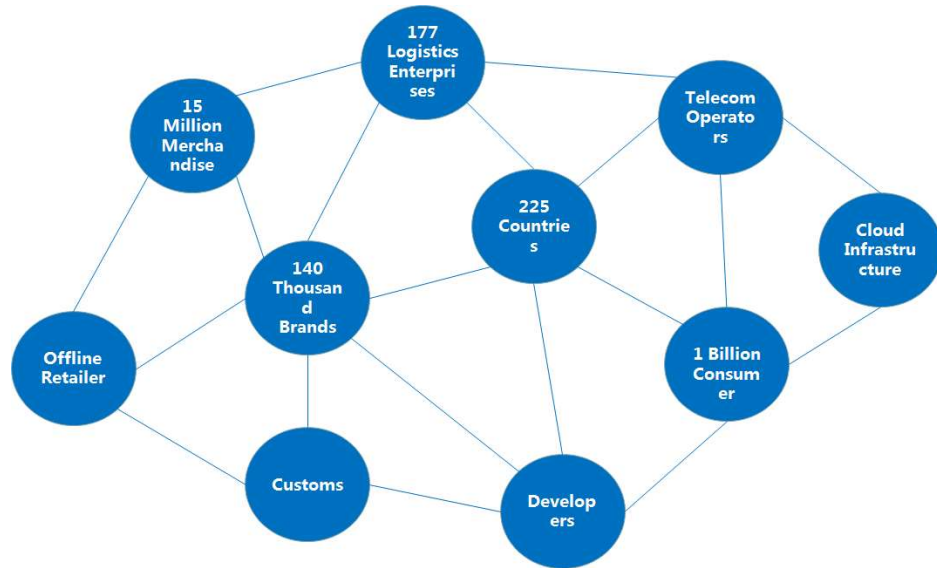 177
Logistics
Enterpri
ses
15
Million
Mercha
ndise
Telecom
Operato
rs
225
Countrie
s
Cloud
Infrastru
cture
140
Thousan
d
Brands
Offline
Retailer
1 Billion
Consum
er
Customs
Develop
ers